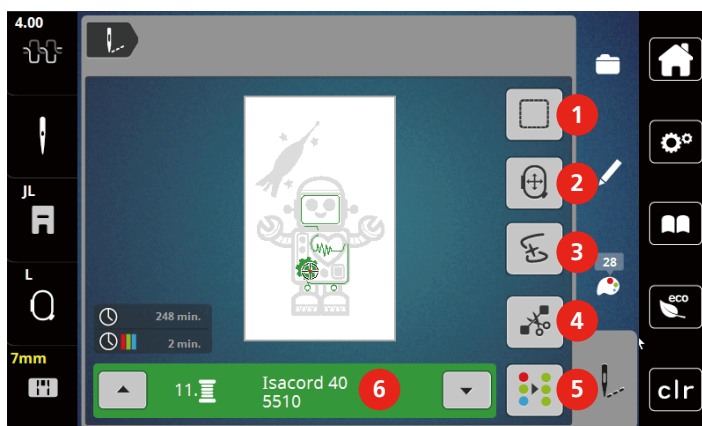 4.00
JL
L
7mm
248 min.
2 min.
11. Isacord 40
5510
1
2
3
4
5
6
28
eco
clr